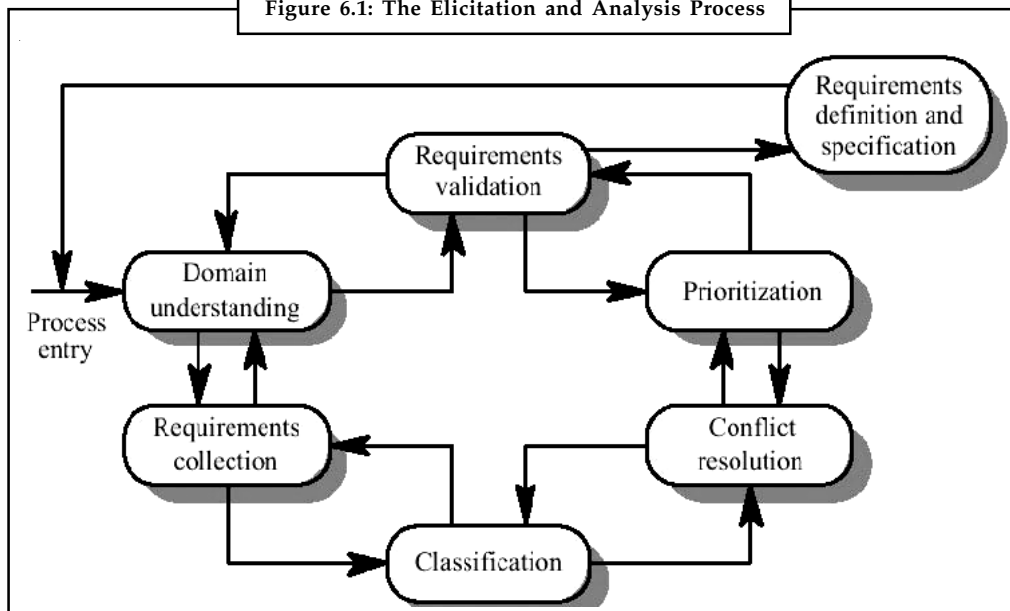 Figure 6.1: The Elicitation and Analysis Process
Requirements
definition and
specification
Requirements
validation
Domain
understanding
Prioritization
Process
entry
Requirements
collection
Conflict
resolution
Classification